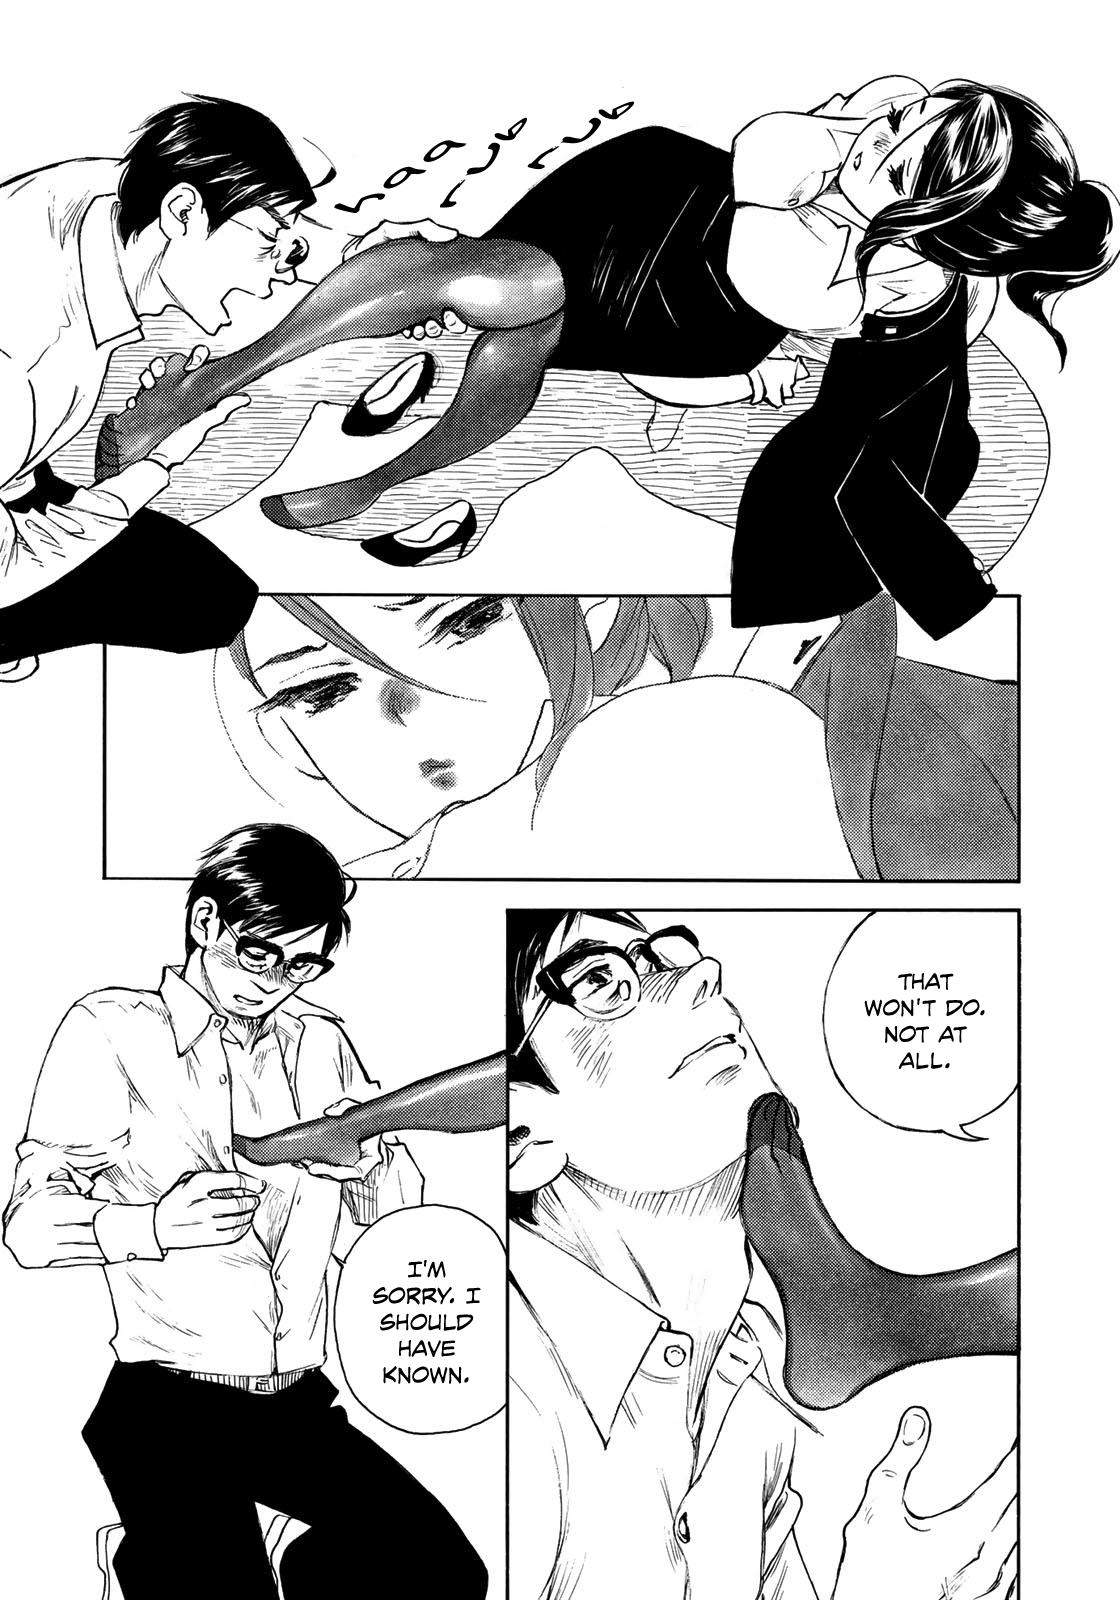 haa
rub
rub
THAT
WON'T DO.
NOT AT
ALL.
I'M
SORRY. I
SHOULD
HAVE
KNOWN.